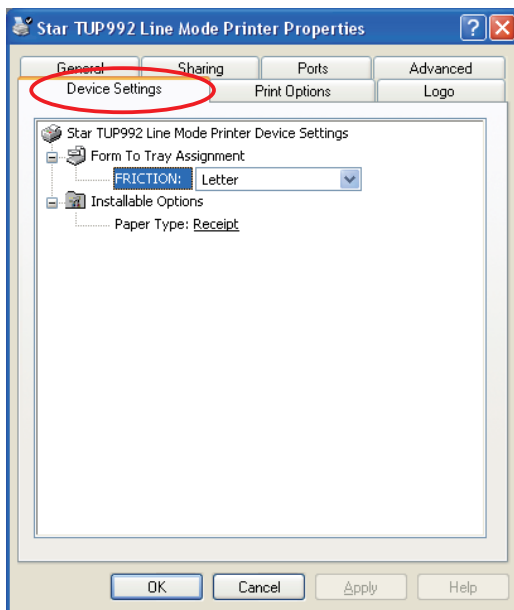 Star TUP992 Line Mode Printer Properties
General Sharing Ports Advanced
Device Settings Print Options Logo
Star TUP992 Line Mode Printer Device Settings
Form To Tray Assignment
FRICTION: Letter
Installable Options
Paper Type: Receipt
OK Cancel Apply Help